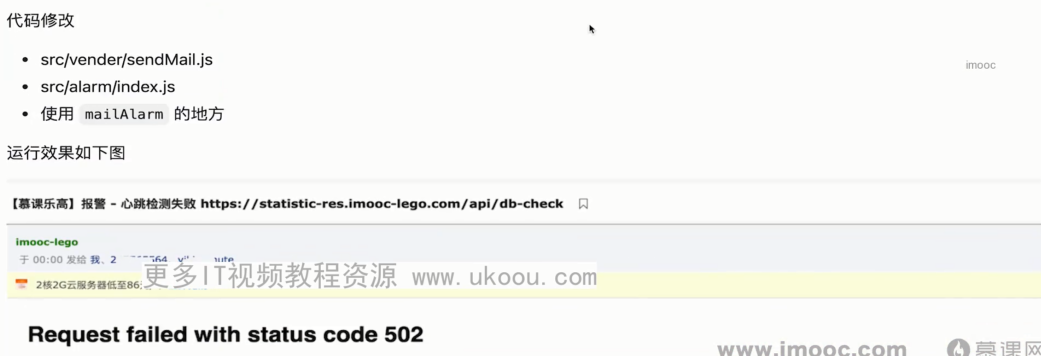 代码修改
src/vender/sendMail.js
imooc
src/alarm/index.js
使用 mailAlarm 的地方
运行效果如下图
【慕课乐高】报警 - 心跳检测失败 https://statistic-res.imooc-lego.com/api/db-check
imooc-lego
于 00:00 发给 我、2
更多IT视频教程资源 www.ukoou.com
2核2G云服务器低至86
Request failed with status code 502
www.imooc.com 慕课网